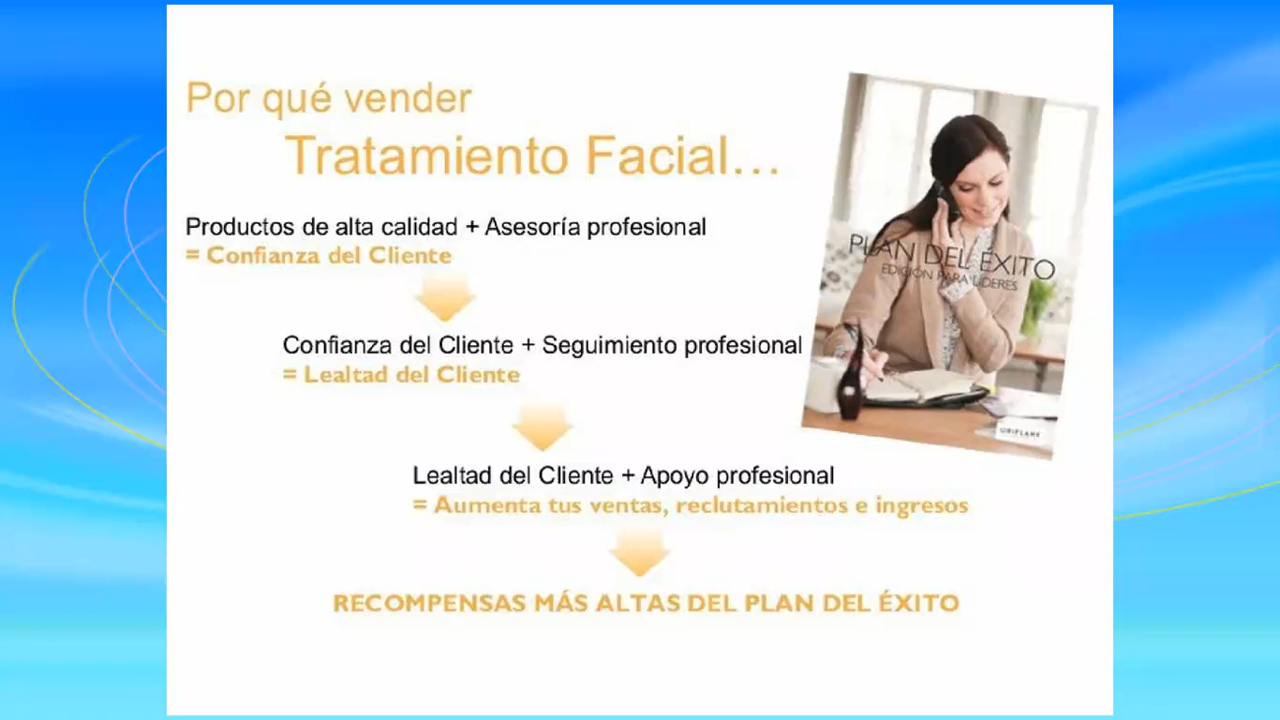 Por qué vender
Tratamiento Facial...
Productos de alta calidad + Asesoría profesional
= Confianza del Cliente
Confianza del Cliente + Seguimiento profesional
= Lealtad del Cliente
Lealtad del Cliente + Apoyo profesional
= Aumenta tus ventas, reclutamientos e ingresos
RECOMPENSAS MÁS ALTAS DEL PLAN DEL ÉXITO
PLAN DEL ÉXITO
EDICIÓN PARA LÍDERES
ORIFLAME